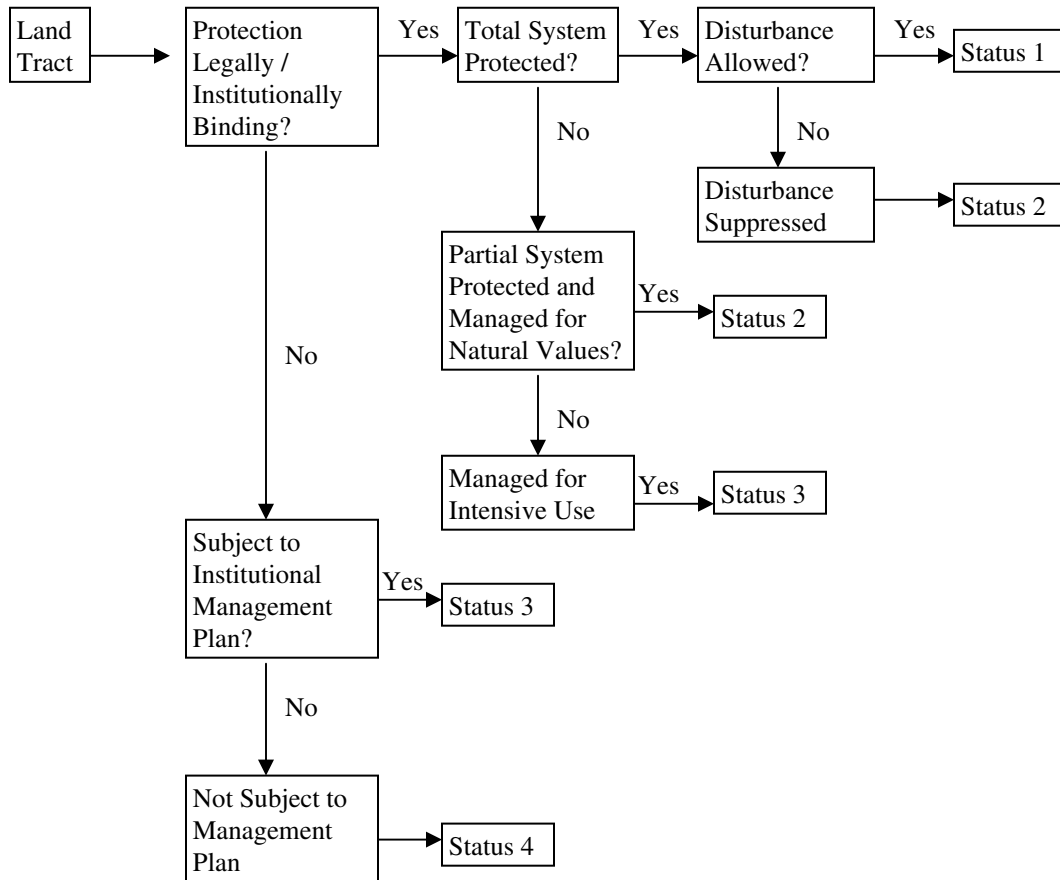 Land
Tract
Protection
Legally /
Institutionally
Binding?
Yes
Total System
Protected?
Yes
Disturbance
Allowed?
Yes
Status 1
No
No
Disturbance
Suppressed
Status 2
Partial System
Protected and
Managed for
Natural Values?
Yes
Status 2
No
No
Managed for
Intensive Use
Yes
Status 3
Subject to
Institutional
Management
Plan?
Yes
Status 3
No
Not Subject to
Management
Plan
Status 4